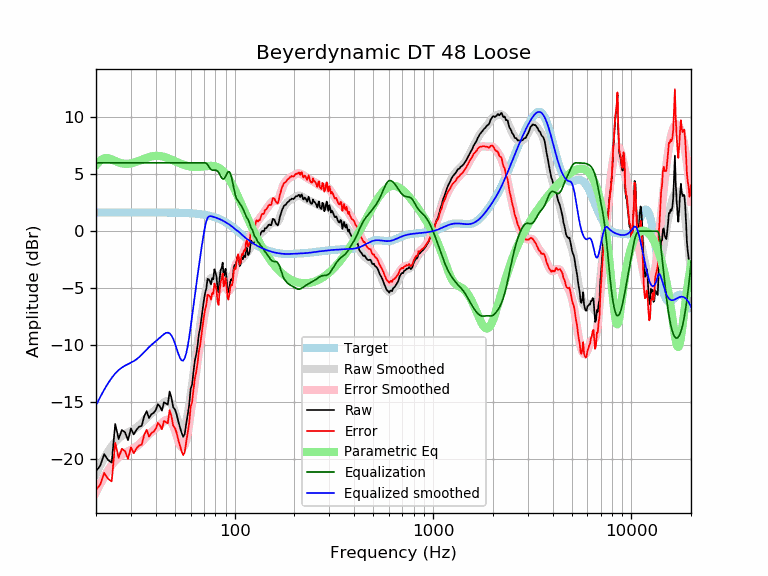 Beyerdynamic DT 48 Loose
10
5
0
−5
−10
−15
−20
Amplitude (dBr)
Target
Raw Smoothed
Error Smoothed
Raw
Error
Parametric Eq
Equalization
Equalized smoothed
100
1000
10000
Frequency (Hz)